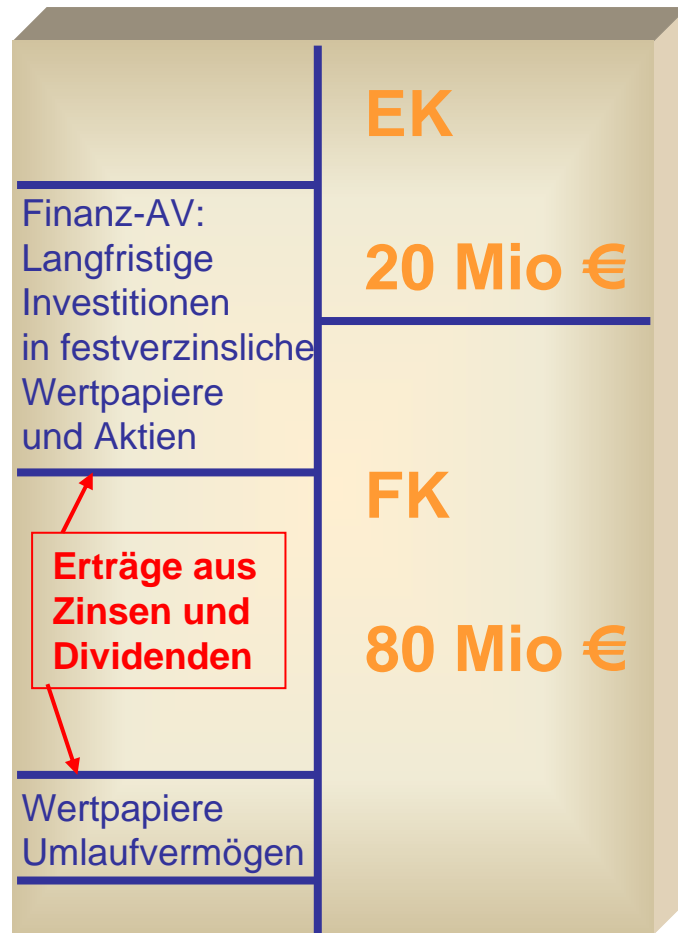 Finanz-AV:
Langfristige
Investitionen
in festverzinsliche
Wertpapiere
und Aktien
Erträge aus
Zinsen und
Dividenden
Wertpapiere
Umlaufvermögen
EK
20 Mio €
FK
80 Mio €